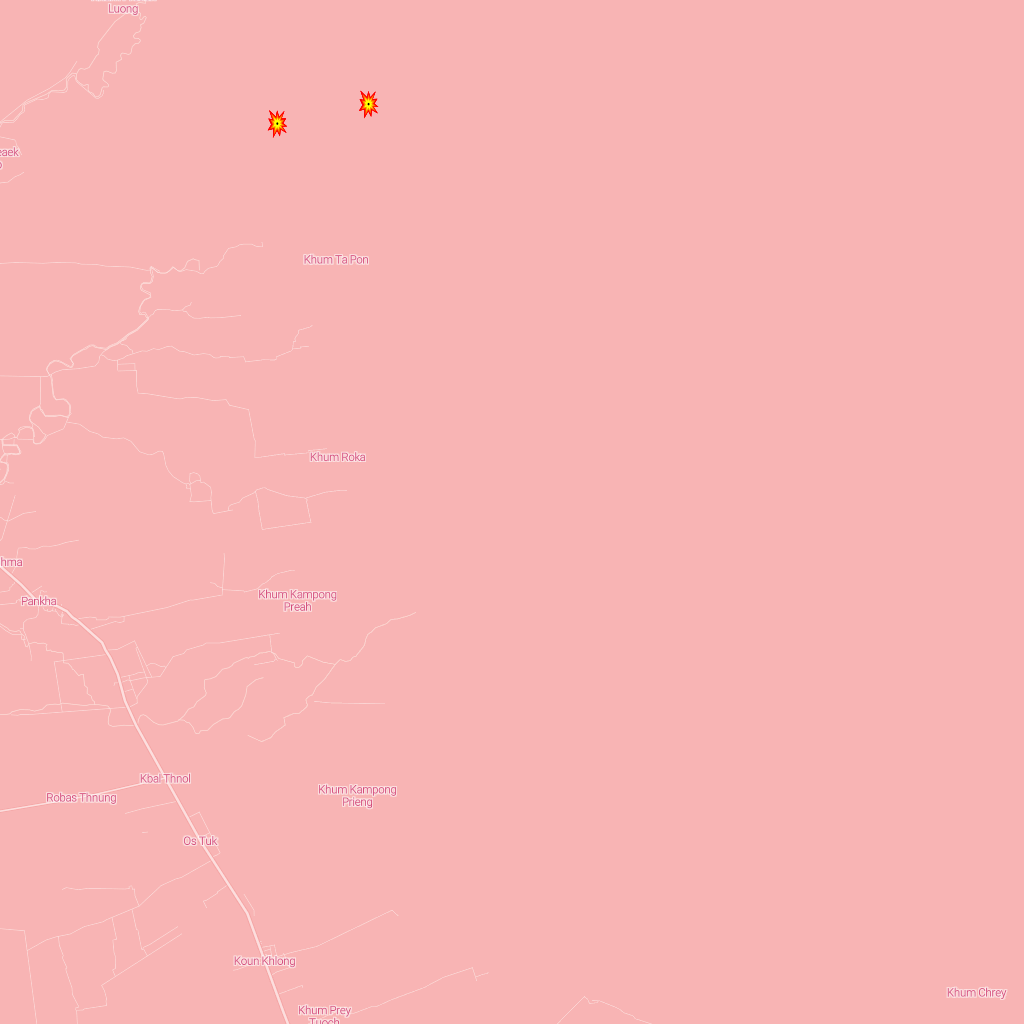 Luong
Khum Ta Pon
Khum Roka
Khum Kampong
Preah
Pankha
Kbal Thnol
Robas Thnung
Khum Kampong
Prieng
Os Tuk
Koun Khlong
Khum Chrey
Khum Prey
Tuoch